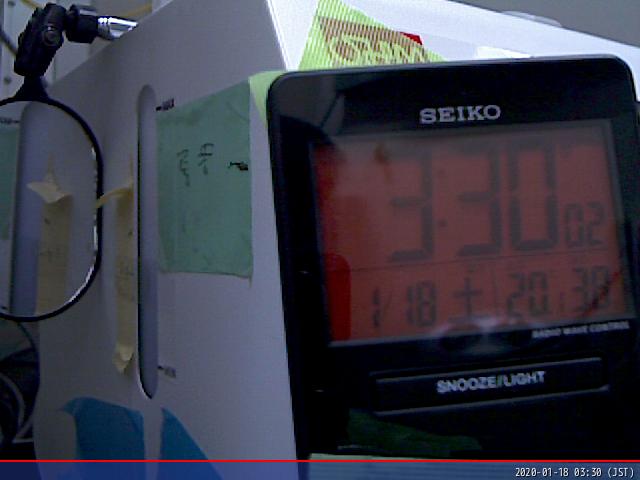 SEIKO
3:30 02
1/18 土 20. 38
RADIO WAVE CONTROL
SNOOZE/LIGHT
2020-01-18 03:30 (JST)